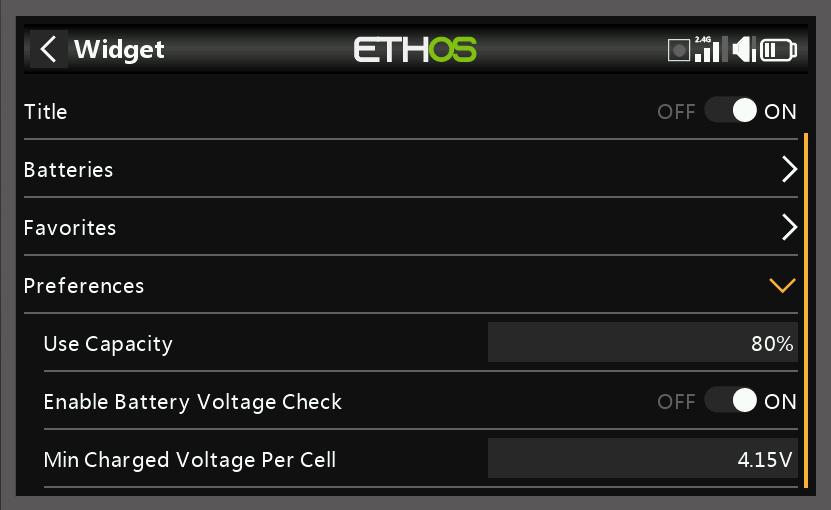 Widget
ETHOS
2.4G
Title OFF ON
Batteries
Favorites
Preferences
Use Capacity 80%
Enable Battery Voltage Check OFF ON
Min Charged Voltage Per Cell 4.15V